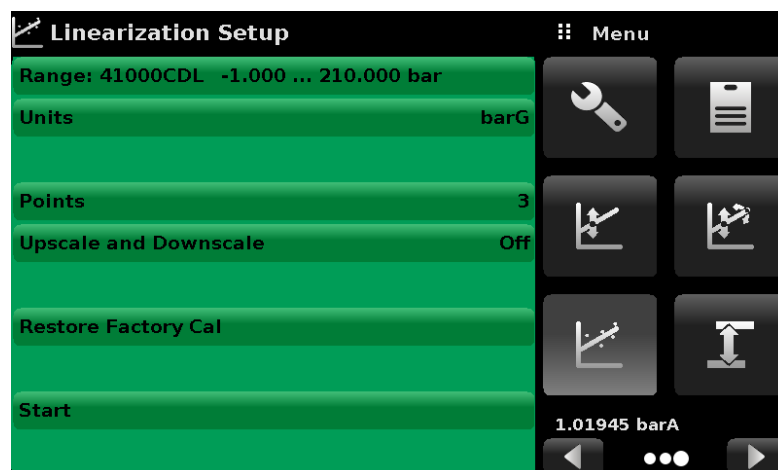 Linearization Setup
Range: 41000CDL -1.000 ... 210.000 bar
Units barG
Points 3
Upscale and Downscale Off
Restore Factory Cal
Start
Menu
1.01945 barA